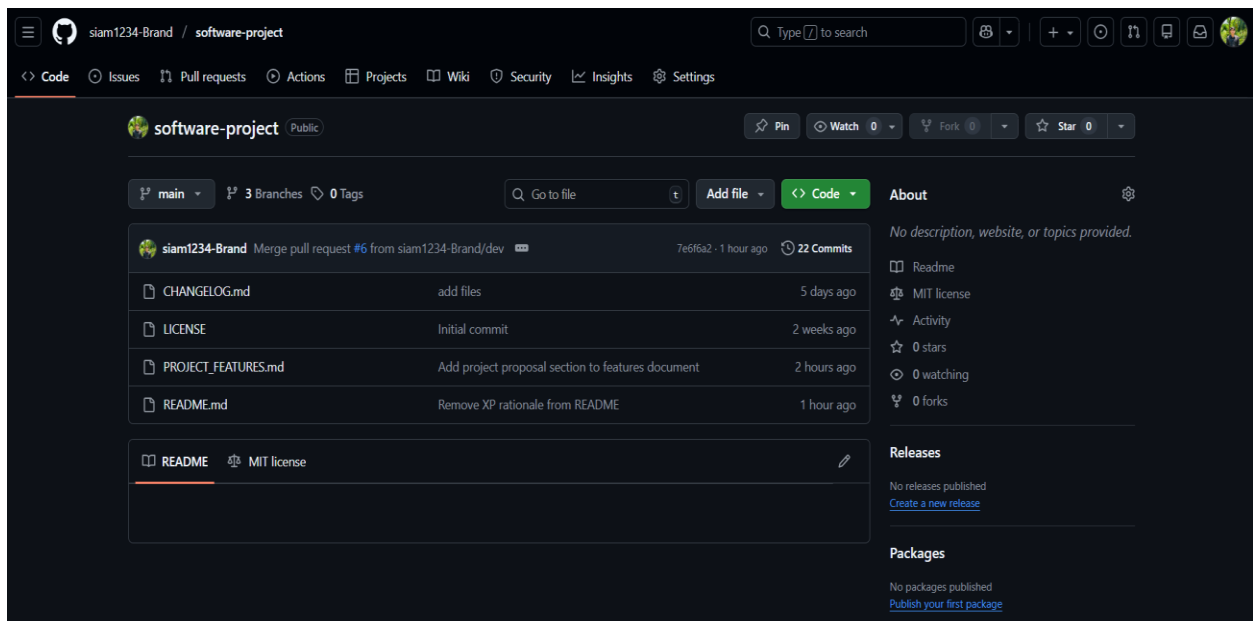 siam1234-Brand / software-project
Type / to search
Code Issues Pull requests Actions Projects Wiki Security Insights Settings
software-project Public
Pin Watch 0 Fork 0 Star 0
main 3 Branches 0 Tags
Go to file t Add file Code
siam1234-Brand Merge pull request #6 from siam1234-Brand/dev 7e6f6a2 · 1 hour ago 22 Commits
CHANGELOG.md add files 5 days ago
LICENSE Initial commit 2 weeks ago
PROJECT_FEATURES.md Add project proposal section to features document 2 hours ago
README.md Remove XP rationale from README 1 hour ago
README MIT license
About
No description, website, or topics provided.
Readme
MIT license
Activity
0 stars
0 watching
0 forks
Releases
No releases published
Create a new release
Packages
No packages published
Publish your first package